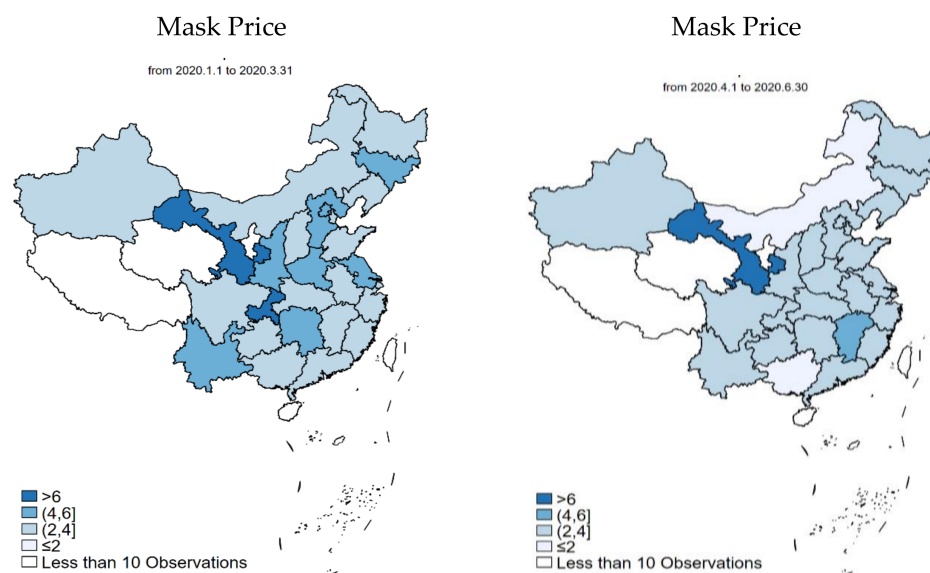 Mask Price
from 2020.1.1 to 2020.3.31
>6
(4,6]
(2,4]
≤2
Less than 10 Observations
Mask Price
from 2020.4.1 to 2020.6.30
>6
(4,6]
(2,4]
≤2
Less than 10 Observations